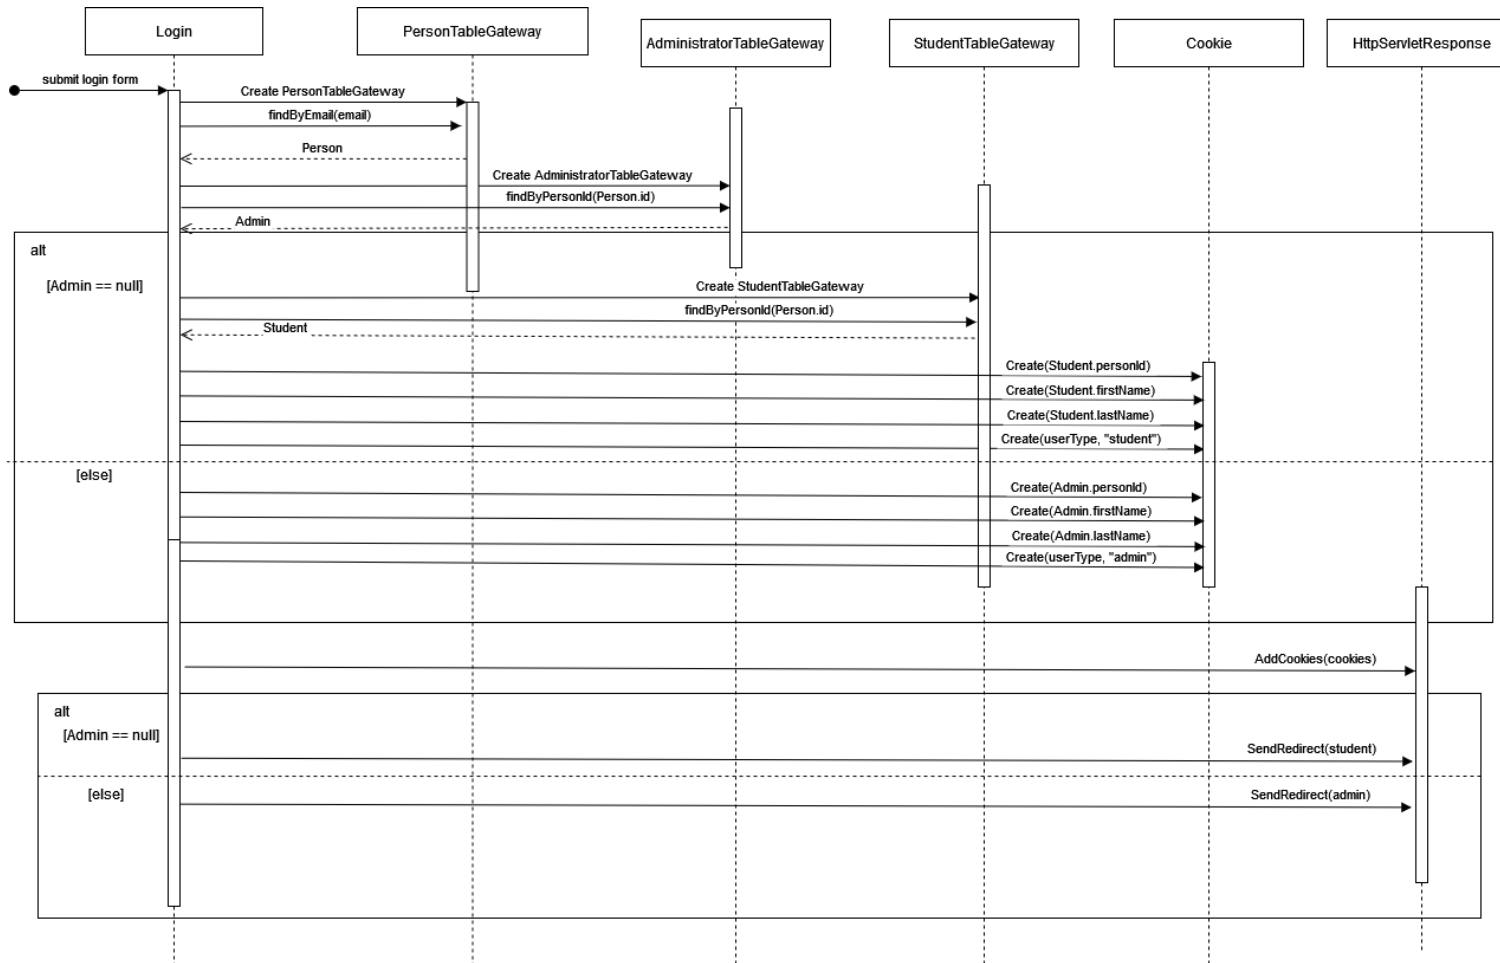 Login
PersonTableGateway
AdministratorTableGateway
StudentTableGateway
Cookie
HttpServletResponse
submit login form
Create PersonTableGateway
findByEmail(email)
Person
Create AdministratorTableGateway
findByPersonId(Person.id)
Admin
alt
[Admin == null]
Create StudentTableGateway
findByPersonId(Person.id)
Student
Create(Student.personId)
Create(Student.firstName)
Create(Student.lastName)
Create(userType, "student")
[else]
Create(Admin.personId)
Create(Admin.firstName)
Create(Admin.lastName)
Create(userType, "admin")
AddCookies(cookies)
alt
[Admin == null]
SendRedirect(student)
[else]
SendRedirect(admin)